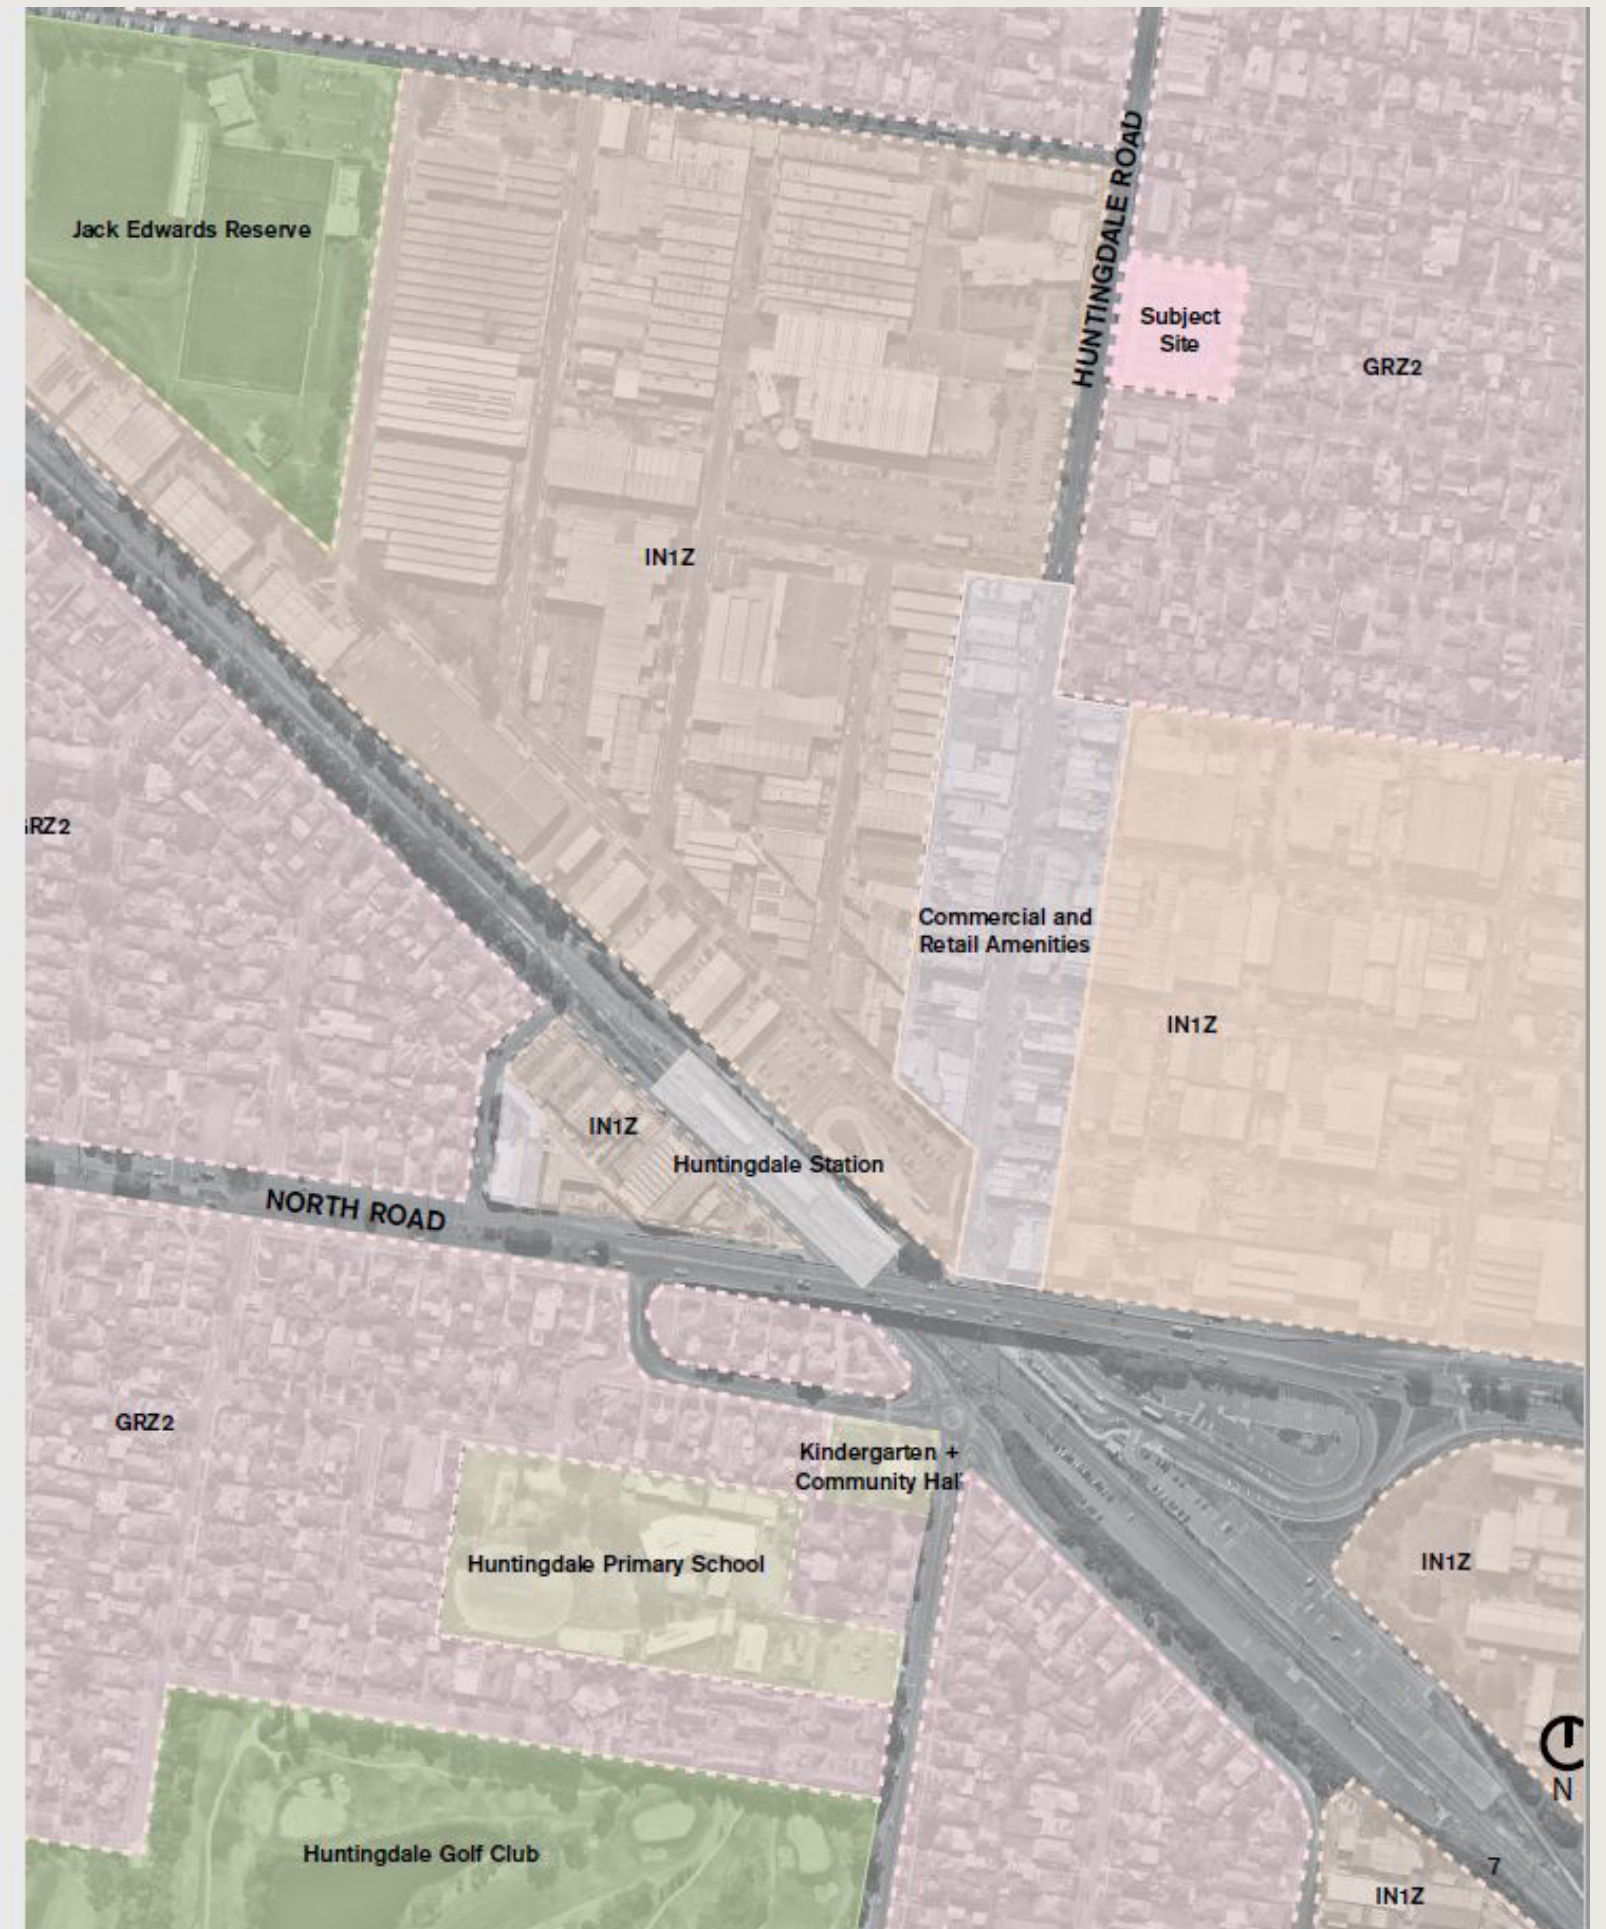 HUNTINGDALE ROAD
Jack Edwards Reserve
Subject
Site
GRZ2
IN1Z
RZ2
Commercial and
Retail Amenities
IN1Z
IN1Z
Huntingdale Station
NORTH ROAD
GRZ2
Kindergarten +
Community Hal
Huntingdale Primary School
IN1Z
N
Huntingdale Golf Club
7
IN1Z